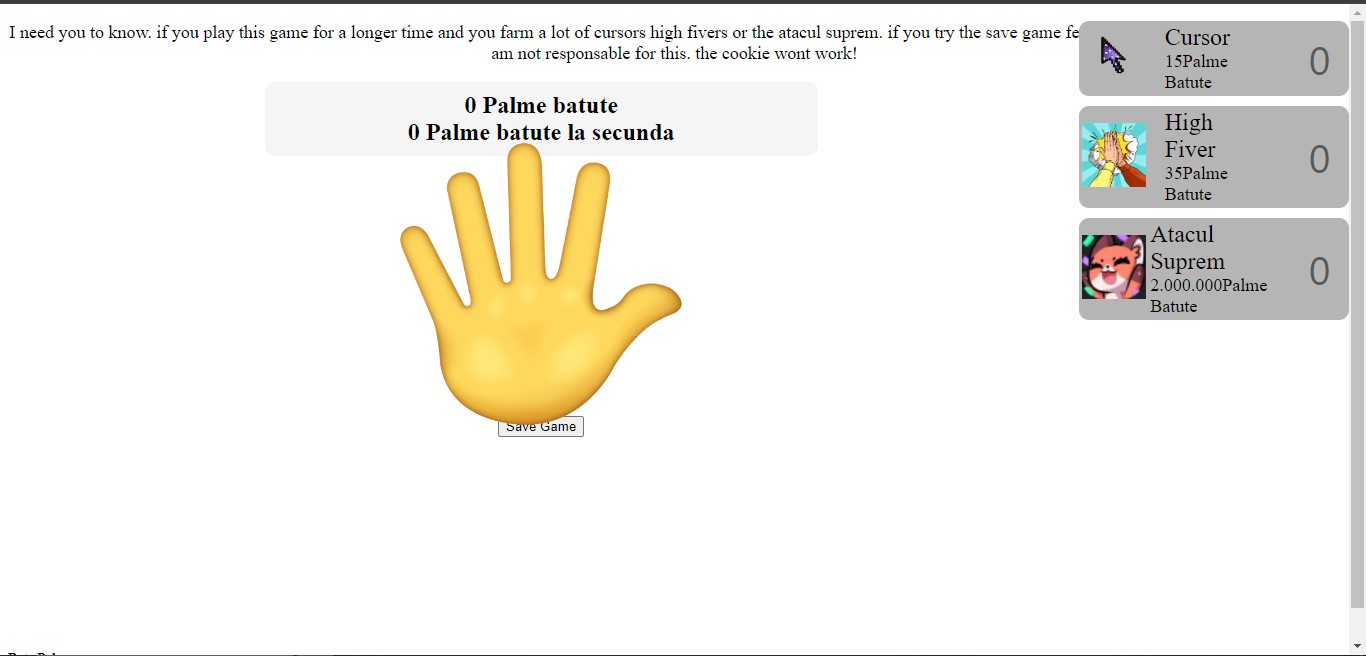 I need you to know. if you play this game for a longer time and you farm a lot of cursors high fivers or the atacul suprem. if you try the save game fe
am not responsable for this. the cookie wont work!
0 Palme batute
0 Palme batute la secunda
Save Game
Cursor
15Palme
Batute
0
High
Fiver
35Palme
Batute
0
Atacul
Suprem
2.000.000Palme
Batute
0